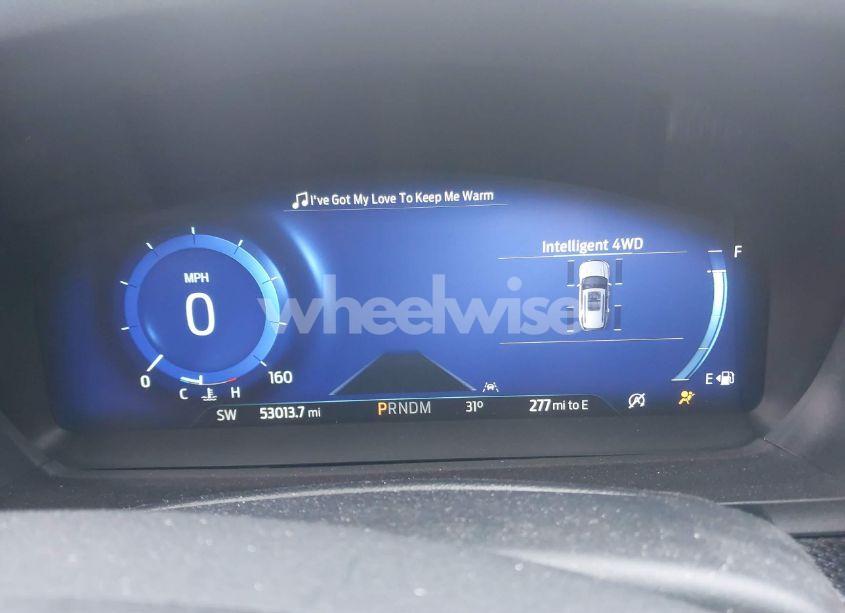 I've Got My Love To Keep Me Warm
Intelligent 4WD
F
MPH
0
wheelwise
0
160
C
H
E
SW
53013.7 mi
PRNDM
31°
277 mi to E